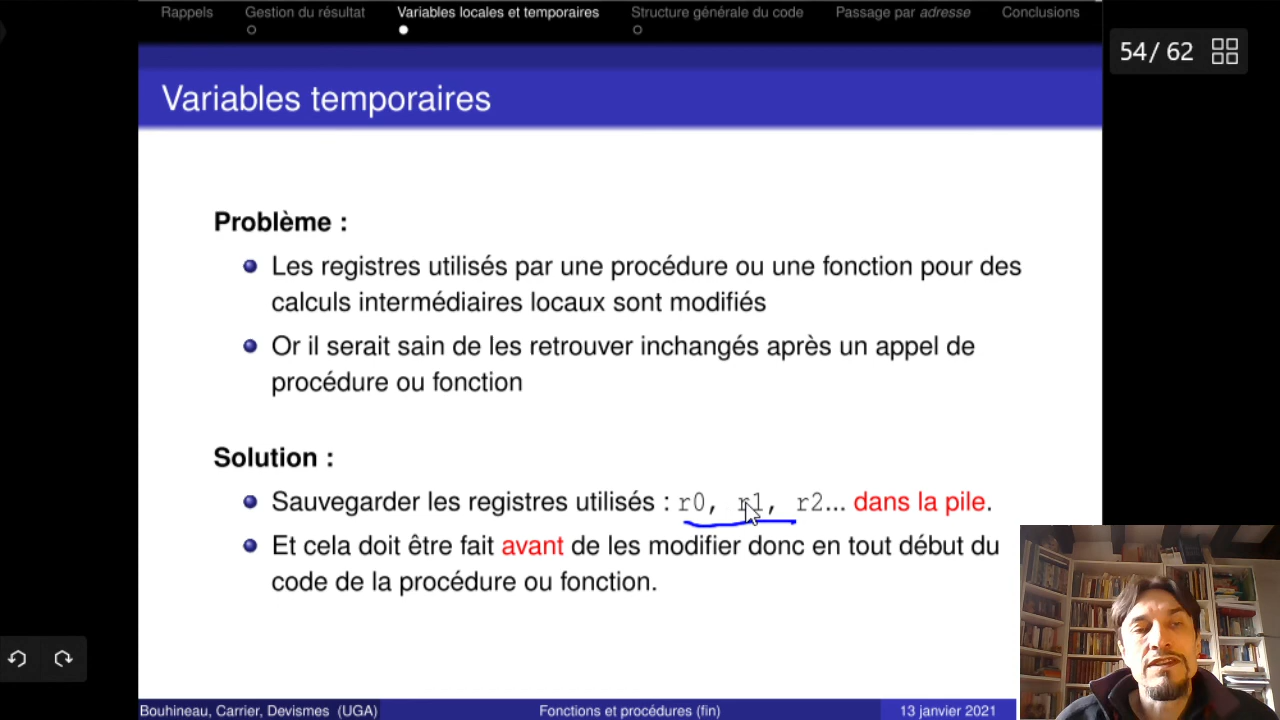 Rappels Gestion du résultat Variables locales et temporaires Structure générale du code Passage par adresse Conclusions
54/ 62
Variables temporaires
Problème :
Les registres utilisés par une procédure ou une fonction pour des
calculs intermédiaires locaux sont modifiés
Or il serait sain de les retrouver inchangés après un appel de
procédure ou fonction
Solution :
Sauvegarder les registres utilisés : r0, r1, r2... dans la pile.
Et cela doit être fait avant de les modifier donc en tout début du
code de la procédure ou fonction.
Bouhineau, Carrier, Devismes (UGA) Fonctions et procédures (fin) 13 janvier 2021